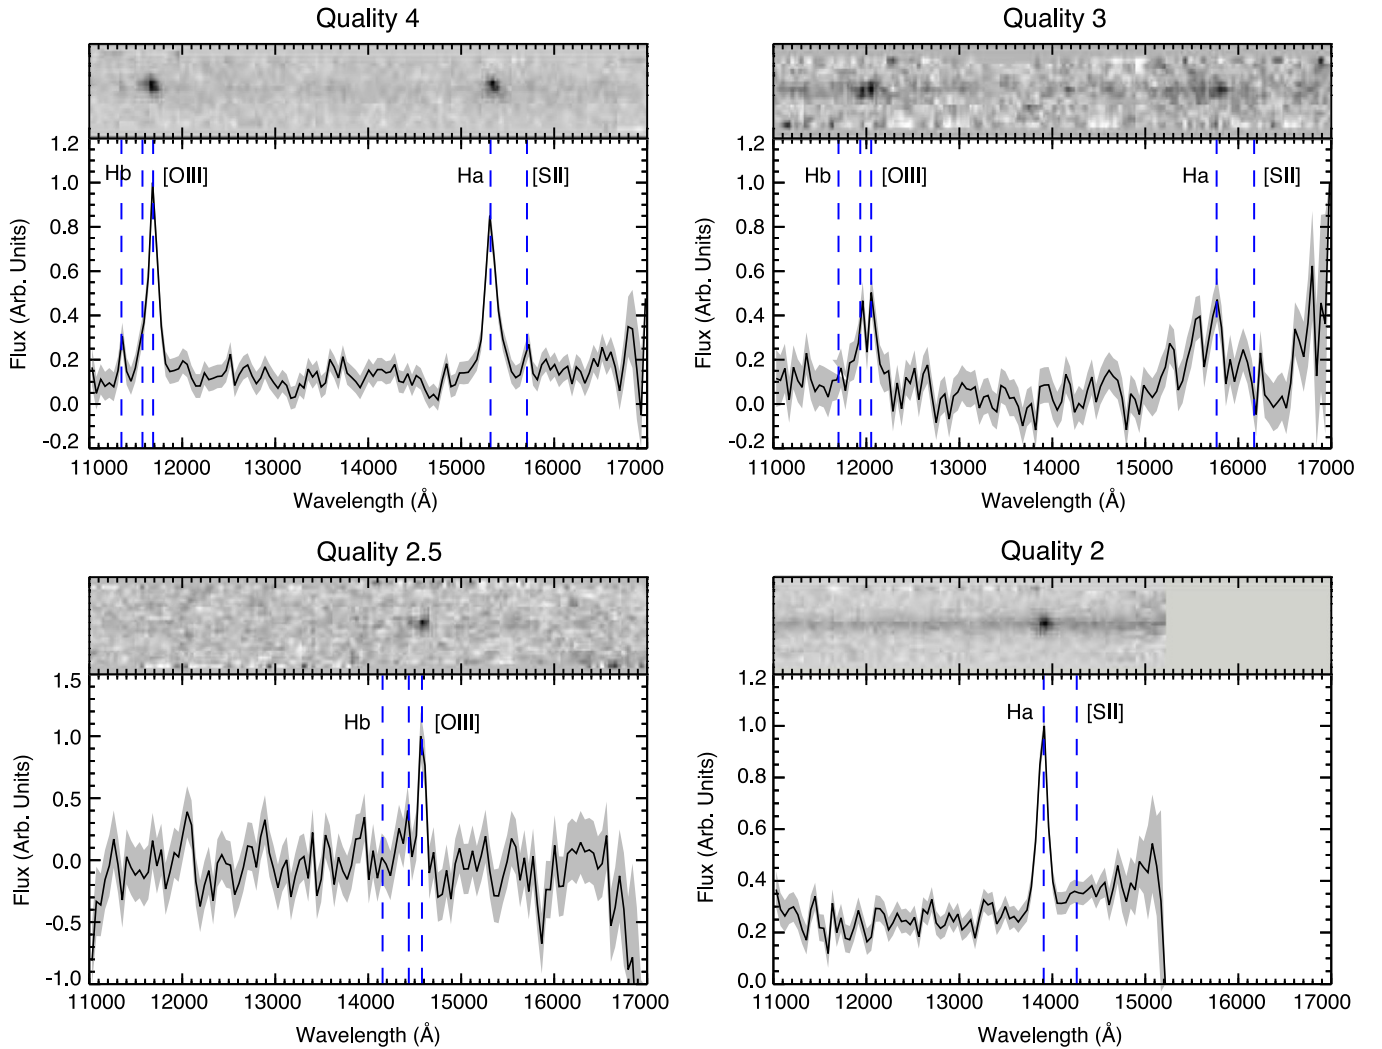 Quality 4
1.2
1.0
0.8
0.6
0.4
0.2
0.0
-0.2
Flux (Arb. Units)
Hb
[OIII]
Ha
[SII]
11000 12000 13000 14000 15000 16000 17000
Wavelength (Å)
Quality 3
1.2
1.0
0.8
0.6
0.4
0.2
0.0
-0.2
Flux (Arb. Units)
Hb
[OIII]
Ha
[SII]
11000 12000 13000 14000 15000 16000 17000
Wavelength (Å)
Quality 2.5
1.5
1.0
0.5
0.0
-0.5
-1.0
Flux (Arb. Units)
Hb
[OIII]
11000 12000 13000 14000 15000 16000 17000
Wavelength (Å)
Quality 2
1.2
1.0
0.8
0.6
0.4
0.2
0.0
Flux (Arb. Units)
Ha
[SII]
11000 12000 13000 14000 15000 16000 17000
Wavelength (Å)